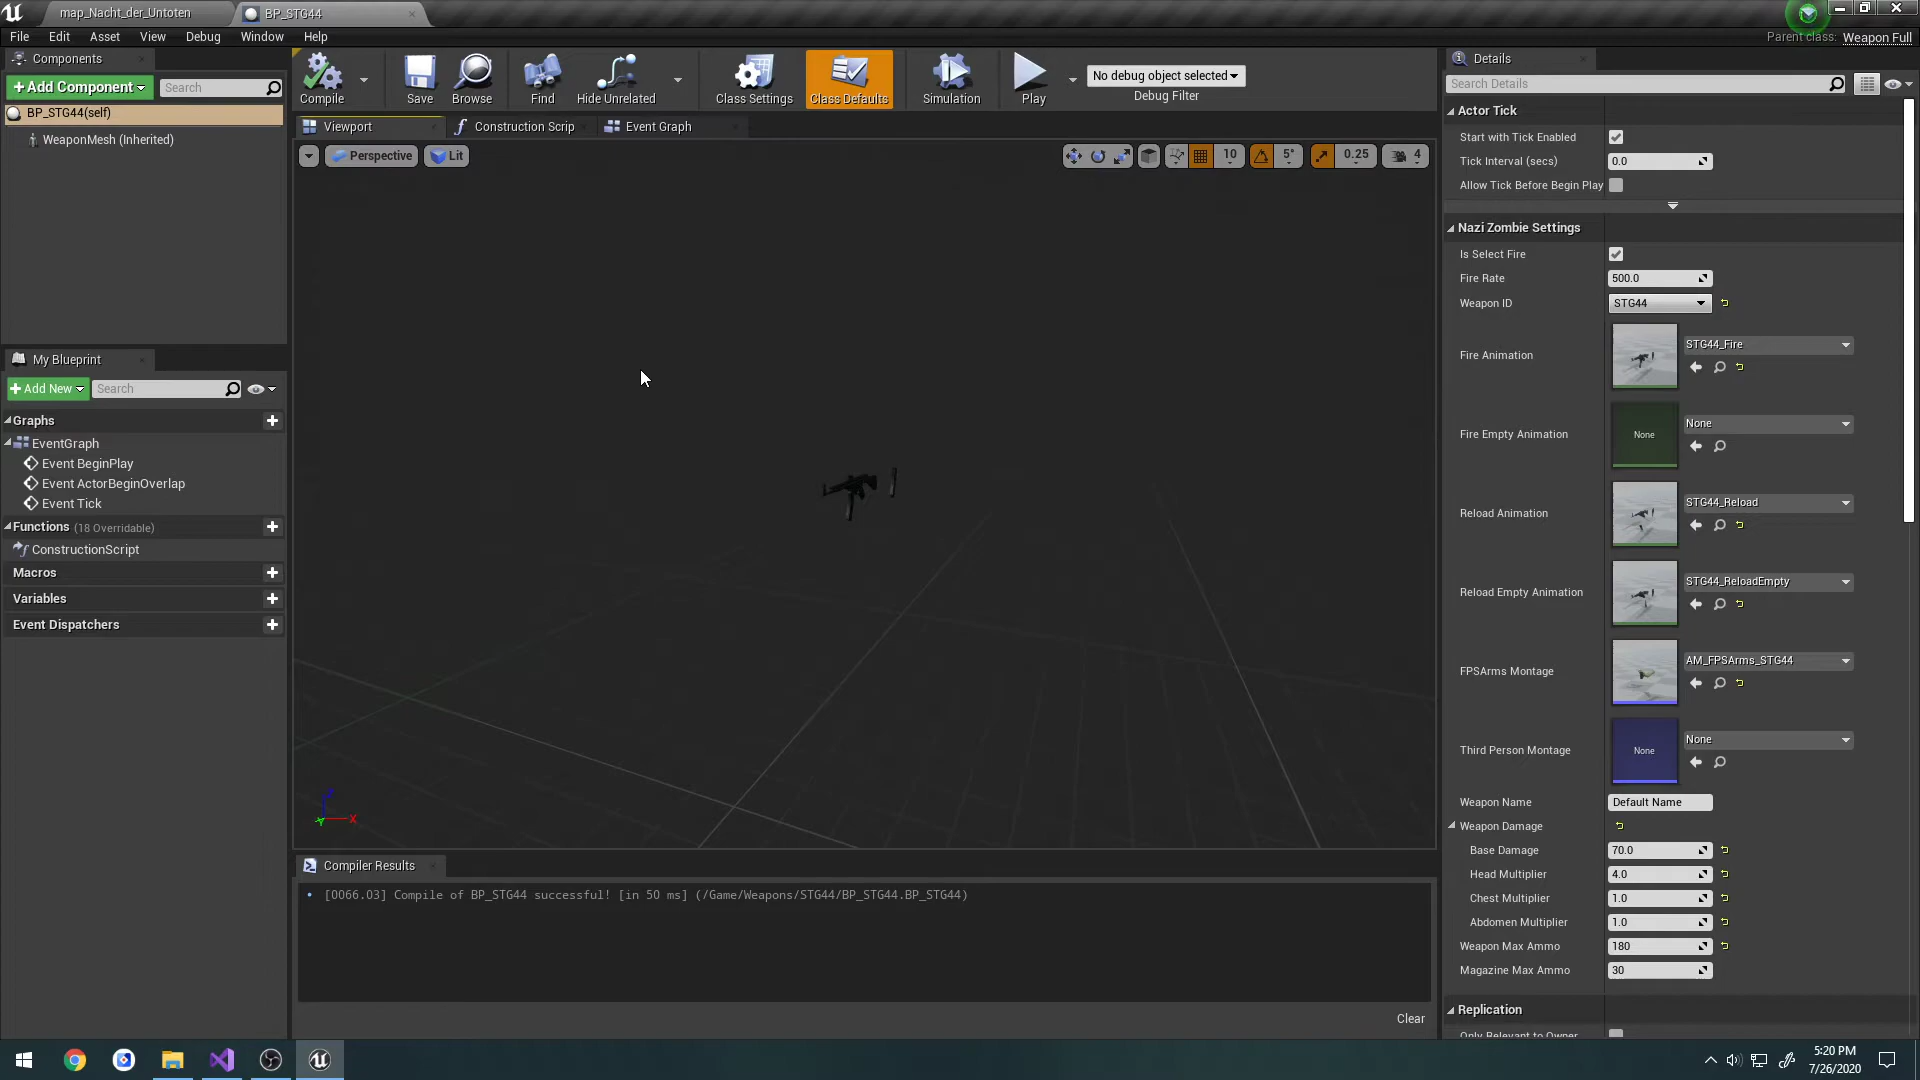 map_Nacht_der_Untoten
BP_STG44
File
Edit
Asset
View
Debug
Window
Help
Parent class: Weapon Full
Components
+Add Component
Search
BP_STG44(self)
WeaponMesh (Inherited)
My Blueprint
+Add New
Search
Graphs
EventGraph
Event BeginPlay
Event ActorBeginOverlap
Event Tick
Functions (18 Overridable)
ConstructionScript
Macros
Variables
Event Dispatchers
Compile
Save
Browse
Find
Hide Unrelated
Class Settings
Class Defaults
Simulation
Play
No debug object selected
Debug Filter
Viewport
Construction Scrip
Event Graph
Perspective
Lit
10
5°
0.25
4
Z
X
Y
Compiler Results
[0066.03] Compile of BP_STG44 successful! [in 50 ms] (/Game/Weapons/STG44/BP_STG44.BP_STG44)
Clear
Details
Search Details
Actor Tick
Start with Tick Enabled
Tick Interval (secs) 0.0
Allow Tick Before Begin Play
Nazi Zombie Settings
Is Select Fire
Fire Rate 500.0
Weapon ID STG44
Fire Animation STG44_Fire
Fire Empty Animation None None
Reload Animation STG44_Reload
Reload Empty Animation STG44_ReloadEmpty
FPSArms Montage AM_FPSArms_STG44
Third Person Montage None None
Weapon Name Default Name
Weapon Damage
Base Damage 70.0
Head Multiplier 4.0
Chest Multiplier 1.0
Abdomen Multiplier 1.0
Weapon Max Ammo 180
Magazine Max Ammo 30
Replication
Only Relevant to Owner
5:20 PM
7/26/2020